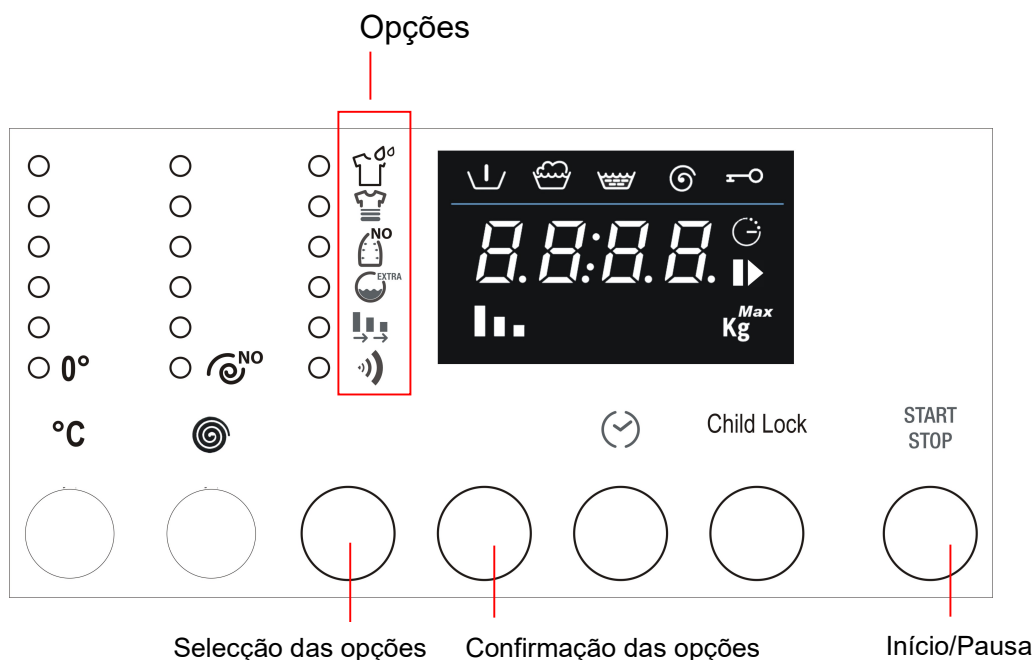 Opções
NO
EXTRA
8.8:8.8.
Max
Kg
0°
NO
°C
Child Lock
START
STOP
Selecção das opções
Confirmação das opções
Início/Pausa